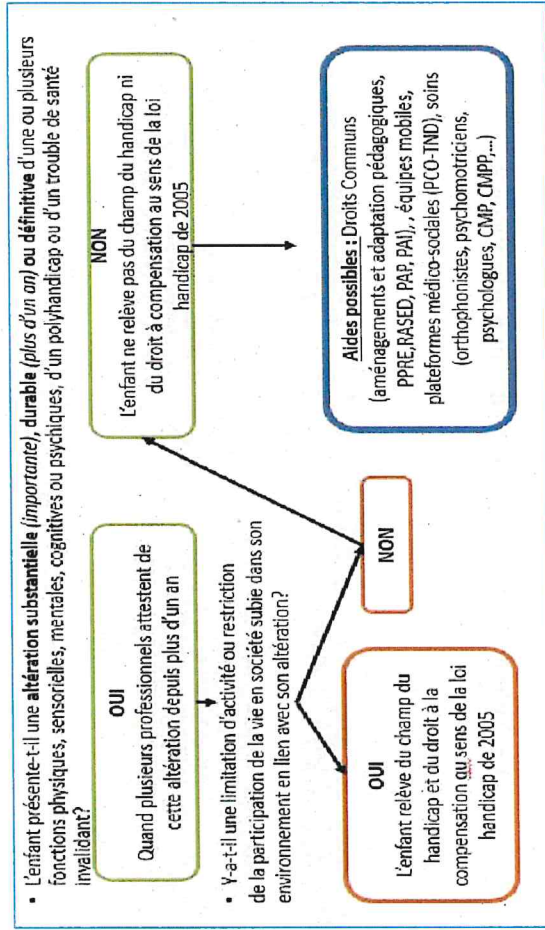 • L'enfant présente-t-il une altération substantielle (importante), durable (plus d'un an) ou définitive d'une ou plusieurs
fonctions physiques, sensorielles, mentales, cognitives ou psychiques, d'un polyhandicap ou d'un trouble de santé
invalidant?
OUI
Quand plusieurs professionnels attestent de
cette altération depuis plus d'un an
NON
L'enfant ne relève pas du champ du handicap ni
du droit à compensation au sens de la loi
handicap de 2005
• Y-a-t-il une limitation d'activité ou restriction
de la participation de la vie en société subie dans son
environnement en lien avec son altération?
OUI
L'enfant relève du champ du
handicap et du droit à la
compensation qu sens de la loi
handicap de 2005
NON
Aides possibles : Droits Communs
(aménagements et adaptation pédagogiques,
PPRE,RASED, PAP, PAI), , équipes mobiles,
plateformes médico-sociales (PCO-TND), soins
(orthophonistes, psychomotriciens,
psychologues, CMP, CMPP,...)